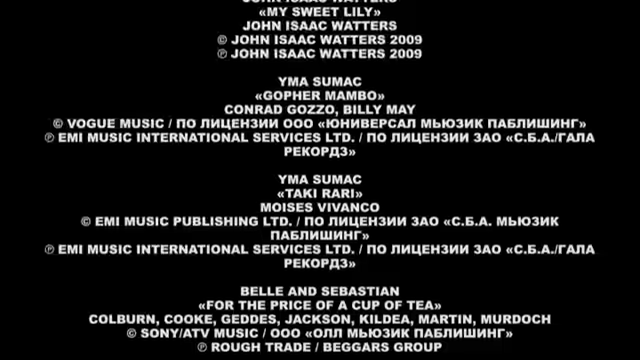 JOHN ISAAC WATTERS
«MY SWEET LILY»
JOHN ISAAC WATTERS
© JOHN ISAAC WATTERS 2009
℗ JOHN ISAAC WATTERS 2009
YMA SUMAC
«GOPHER MAMBO»
CONRAD GOZZO, BILLY MAY
© VOGUE MUSIC / ПО ЛИЦЕНЗИИ ООО «ЮНИВЕРСАЛ МЬЮЗИК ПАБЛИШИНГ»
℗ EMI MUSIC INTERNATIONAL SERVICES LTD. / ПО ЛИЦЕНЗИИ ЗАО «С.Б.А./ГАЛА
РЕКОРДЗ»
YMA SUMAC
«TAKI RARI»
MOISES VIVANCO
© EMI MUSIC PUBLISHING LTD. / ПО ЛИЦЕНЗИИ ЗАО «С.Б.А. МЬЮЗИК
ПАБЛИШИНГ»
℗ EMI MUSIC INTERNATIONAL SERVICES LTD. / ПО ЛИЦЕНЗИИ ЗАО «С.Б.А./ГАЛА
РЕКОРДЗ»
BELLE AND SEBASTIAN
«FOR THE PRICE OF A CUP OF TEA»
COLBURN, COOKE, GEDDES, JACKSON, KILDEA, MARTIN, MURDOCH
© SONY/ATV MUSIC / ООО «ОЛЛ МЬЮЗИК ПАБЛИШИНГ»
℗ ROUGH TRADE / BEGGARS GROUP